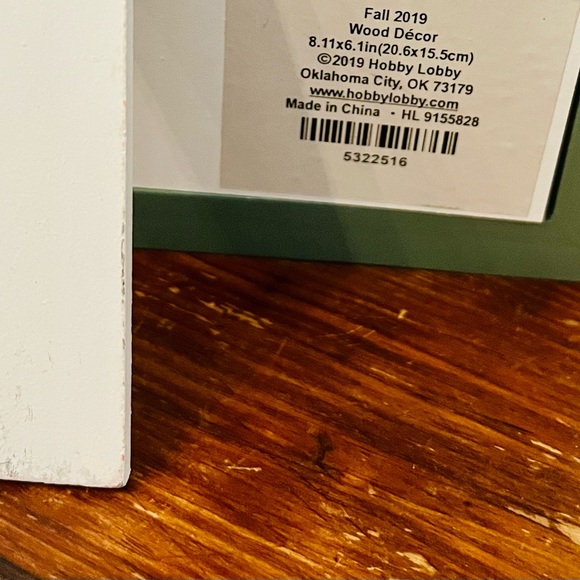 Fall 2019
Wood Décor
8.11x6.1in(20.6x15.5cm)
©2019 Hobby Lobby
Oklahoma City, OK 73179
www.hobbylobby.com
Made in China • HL 9155828
5322516